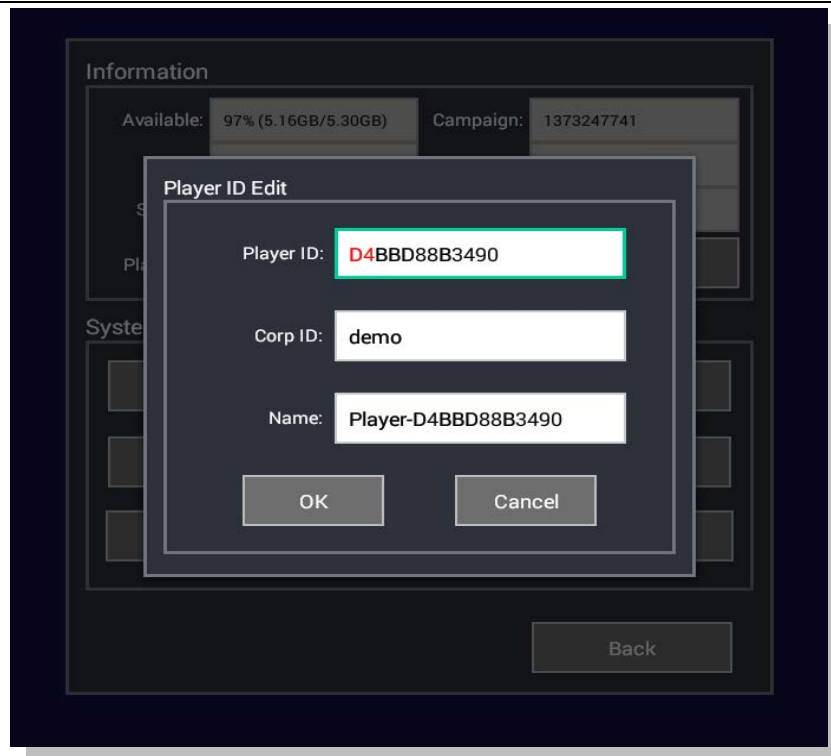 Information
Available: 97% (5.16GB/5.30GB) Campaign: 1373247741
Player ID Edit
Player ID: D4BBD88B3490
Corp ID: demo
Name: Player-D4BBD88B3490
OK Cancel
Back